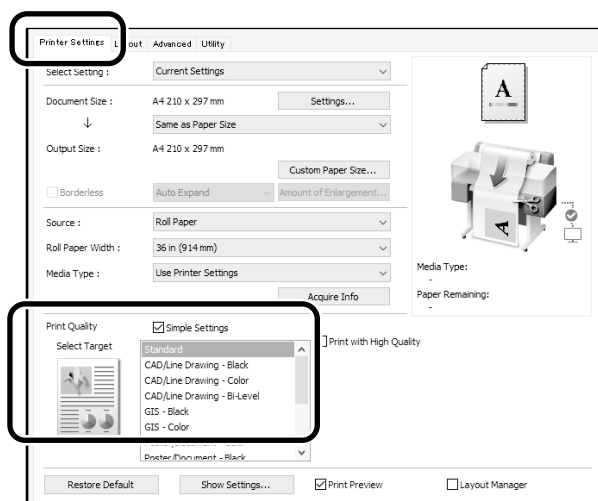 Printer Settings Layout Advanced Utility
Select Setting : Current Settings
Document Size : A4 210 x 297 mm Settings...
↓ Same as Paper Size
Output Size : A4 210 x 297 mm
Custom Paper Size...
Borderless Auto Expand Amount of Enlargement...
Source : Roll Paper
Roll Paper Width : 36 in (914 mm)
Media Type : Use Printer Settings
Acquire Info
A
A
Media Type:
-
Paper Remaining:
-
Print Quality Simple Settings
Select Target Standard
Print with High Quality
CAD/Line Drawing - Black
CAD/Line Drawing - Color
CAD/Line Drawing - Bi-Level
GIS - Black
GIS - Color
Poster/Document - Black
Restore Default Show Settings... Print Preview Layout Manager